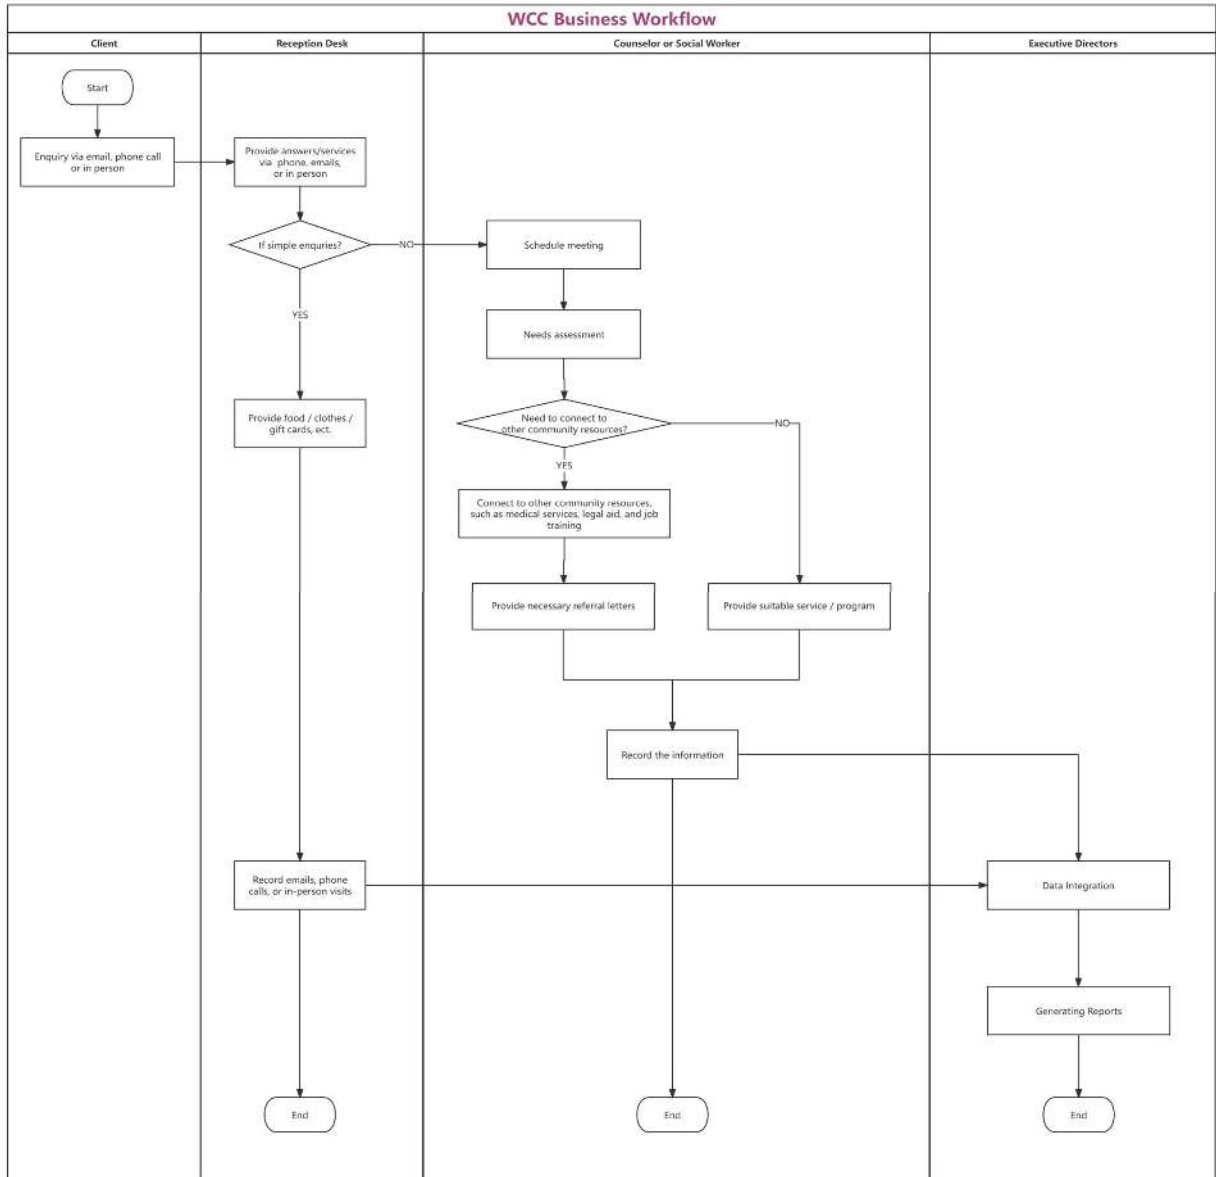 WCC Business Workflow
Client
Reception Desk
Counselor or Social Worker
Executive Directors
Start
Enquiry via email, phone call
or in person
Provide answers/services
via phone, emails,
or in person
If simple enquries?
NO
Schedule meeting
YES
Needs assessment
Provide food / clothes /
gift cards, ect.
Need to connect to
other community resources?
NO
YES
Connect to other community resources,
such as medical services, legal aid, and job
training
Provide necessary referral letters
Provide suitable service / program
Record the information
Record emails, phone
calls, or in-person visits
Data Integration
Generating Reports
End
End
End